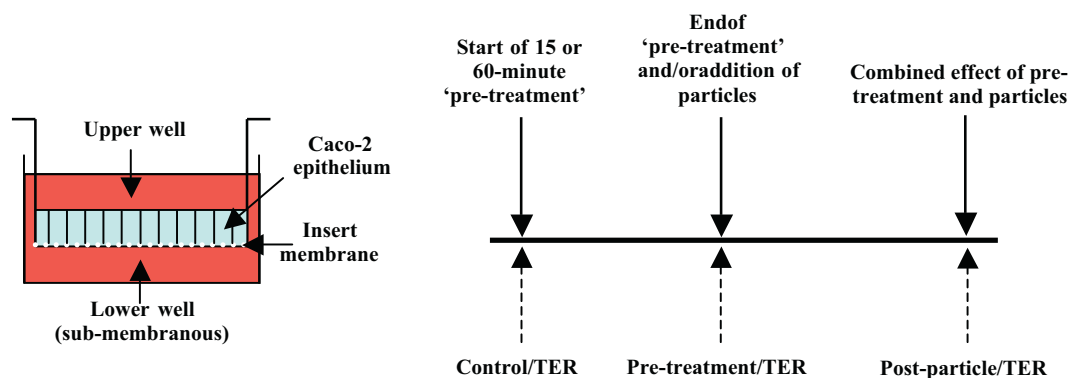 Upper well
Caco-2
epithelium
Insert
membrane
Lower well
(sub-membranous)
Start of 15 or
60-minute
‘pre-treatment’
Endof
‘pre-treatment’
and/oraddition of
particles
Combined effect of pre-
treatment and particles
Control/TER
Pre-treatment/TER
Post-particle/TER